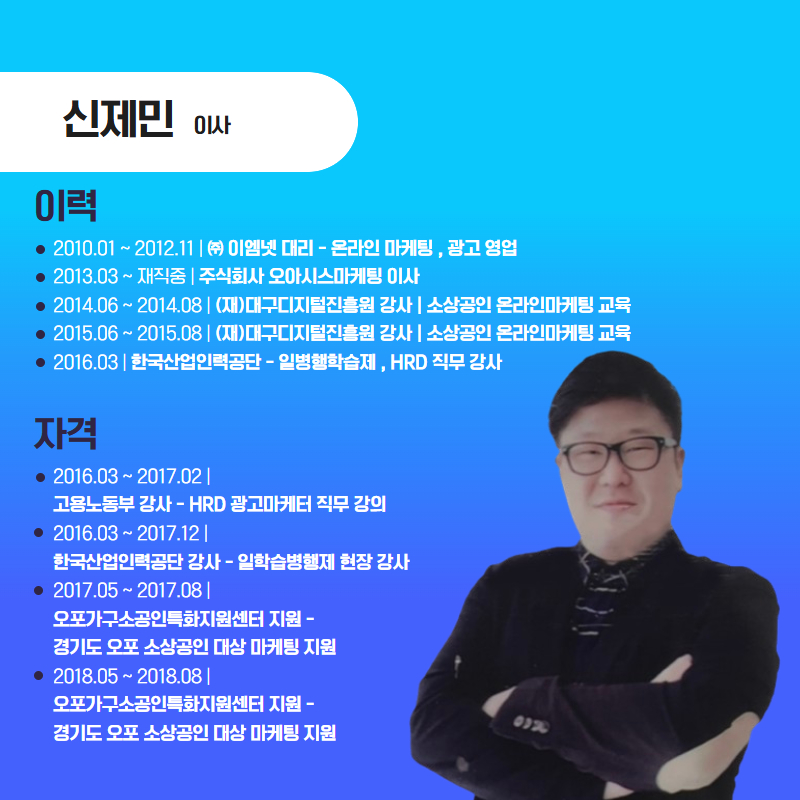 신제민 이사
이력
2010.01 ~ 2012.11 | ㈜ 이엠넷 대리 - 온라인 마케팅 , 광고 영업
2013.03 ~ 재직중 | 주식회사 오아시스마케팅 이사
2014.06 ~ 2014.08 | (재)대구디지털진흥원 강사 | 소상공인 온라인마케팅 교육
2015.06 ~ 2015.08 | (재)대구디지털진흥원 강사 | 소상공인 온라인마케팅 교육
2016.03 | 한국산업인력공단 - 일병행학습제 , HRD 직무 강사
자격
2016.03 ~ 2017.02 |
고용노동부 강사 - HRD 광고마케터 직무 강의
2016.03 ~ 2017.12 |
한국산업인력공단 강사 - 일학습병행제 현장 강사
2017.05 ~ 2017.08 |
오포가구소공인특화지원센터 지원 -
경기도 오포 소상공인 대상 마케팅 지원
2018.05 ~ 2018.08 |
오포가구소공인특화지원센터 지원 -
경기도 오포 소상공인 대상 마케팅 지원